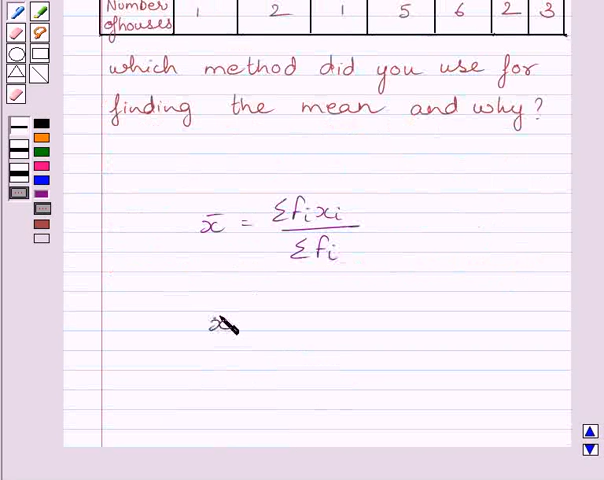 Number
of houses 1 2 1 5 6 2 3
which method did you use for
finding the mean and why?
x̄ = Σfixi
Σfi
x